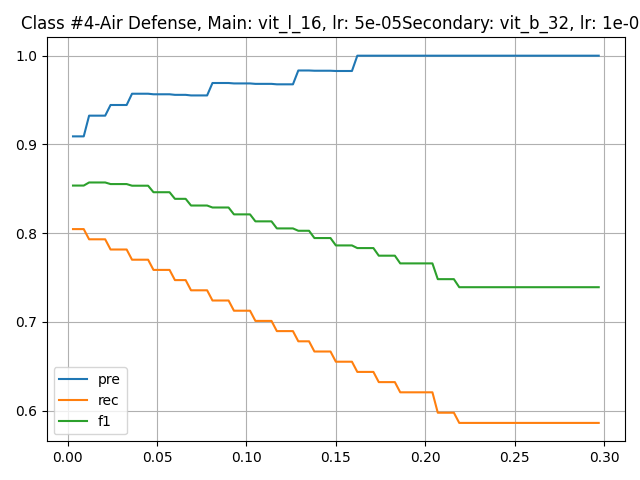 Class #4-Air Defense, Main: vit_l_16, lr: 5e-05Secondary: vit_b_32, lr: 1e-0
1.0
0.9
0.8
0.7
0.6
pre
rec
f1
0.00 0.05 0.10 0.15 0.20 0.25 0.30